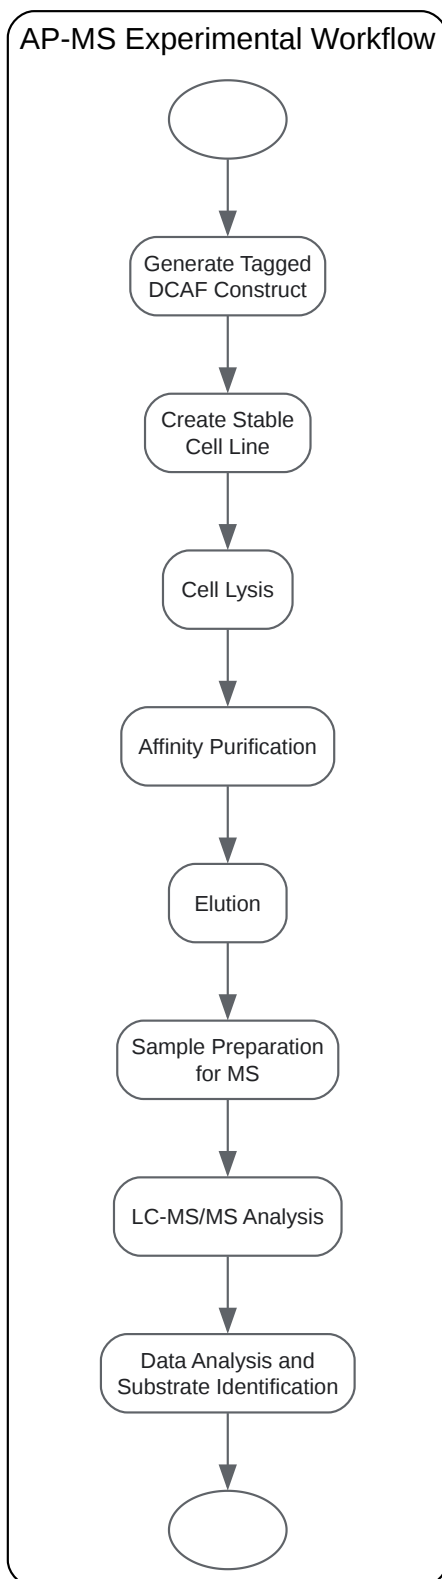 AP-MS Experimental Workflow
Generate Tagged
DCAF Construct
Create Stable
Cell Line
Cell Lysis
Affinity Purification
Elution
Sample Preparation
for MS
LC-MS/MS Analysis
Data Analysis and
Substrate Identification